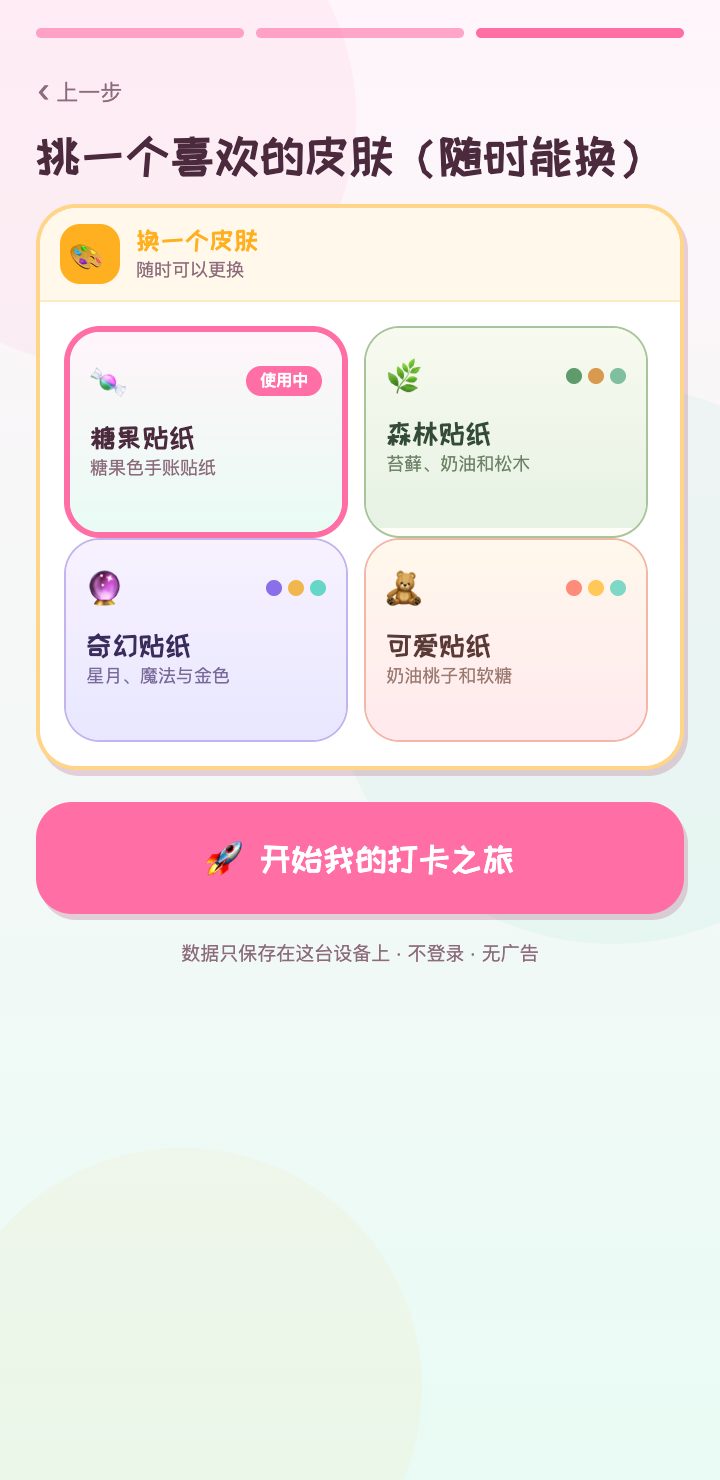 上一步
挑一个喜欢的皮肤（随时能换）
换一个皮肤
随时可以更换
使用中
糖果贴纸
糖果色手账贴纸
森林贴纸
苔藓、奶油和松木
奇幻贴纸
星月、魔法与金色
可爱贴纸
奶油桃子和软糖
开始我的打卡之旅
数据只保存在这台设备上 · 不登录 · 无广告